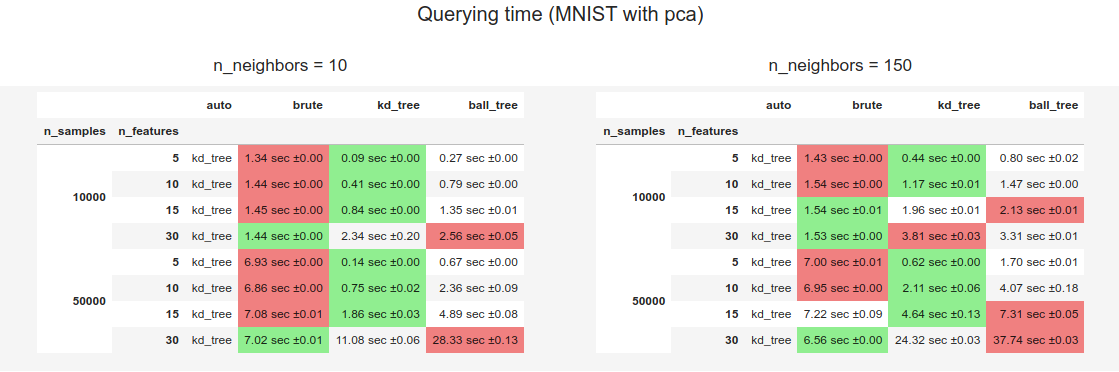 Querying time (MNIST with pca)
n_neighbors = 10
auto brute kd_tree ball_tree
n_samples n_features
10000
5 kd_tree 1.34 sec ±0.00 0.09 sec ±0.00 0.27 sec ±0.00
10 kd_tree 1.44 sec ±0.00 0.41 sec ±0.00 0.79 sec ±0.00
15 kd_tree 1.45 sec ±0.00 0.84 sec ±0.00 1.35 sec ±0.01
30 kd_tree 1.44 sec ±0.00 2.34 sec ±0.20 2.56 sec ±0.05
50000
5 kd_tree 6.93 sec ±0.00 0.14 sec ±0.00 0.67 sec ±0.00
10 kd_tree 6.86 sec ±0.00 0.75 sec ±0.02 2.36 sec ±0.09
15 kd_tree 7.08 sec ±0.01 1.86 sec ±0.03 4.89 sec ±0.08
30 kd_tree 7.02 sec ±0.01 11.08 sec ±0.06 28.33 sec ±0.13
n_neighbors = 150
auto brute kd_tree ball_tree
n_samples n_features
10000
5 kd_tree 1.43 sec ±0.00 0.44 sec ±0.00 0.80 sec ±0.02
10 kd_tree 1.54 sec ±0.00 1.17 sec ±0.01 1.47 sec ±0.00
15 kd_tree 1.54 sec ±0.01 1.96 sec ±0.01 2.13 sec ±0.01
30 kd_tree 1.53 sec ±0.00 3.81 sec ±0.03 3.31 sec ±0.01
50000
5 kd_tree 7.00 sec ±0.01 0.62 sec ±0.00 1.70 sec ±0.01
10 kd_tree 6.95 sec ±0.00 2.11 sec ±0.06 4.07 sec ±0.18
15 kd_tree 7.22 sec ±0.09 4.64 sec ±0.13 7.31 sec ±0.05
30 kd_tree 6.56 sec ±0.00 24.32 sec ±0.03 37.74 sec ±0.03